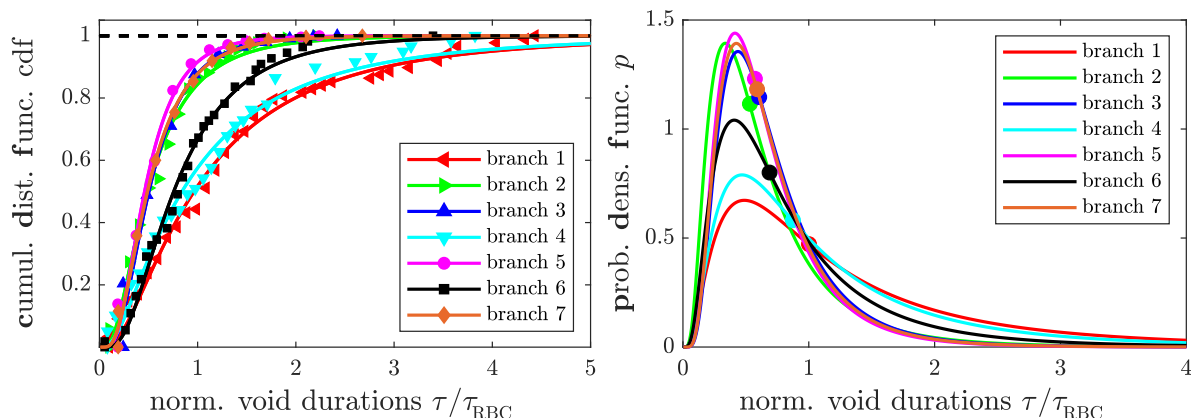 cumul. dist. func. cdf
1
0.8
0.6
0.4
0.2
0 1 2 3 4 5
norm. void durations τ/τ_RBC
branch 1
branch 2
branch 3
branch 4
branch 5
branch 6
branch 7
prob. dens. func. p
1.5
1
0.5
0
0 1 2 3 4
norm. void durations τ/τ_RBC
branch 1
branch 2
branch 3
branch 4
branch 5
branch 6
branch 7